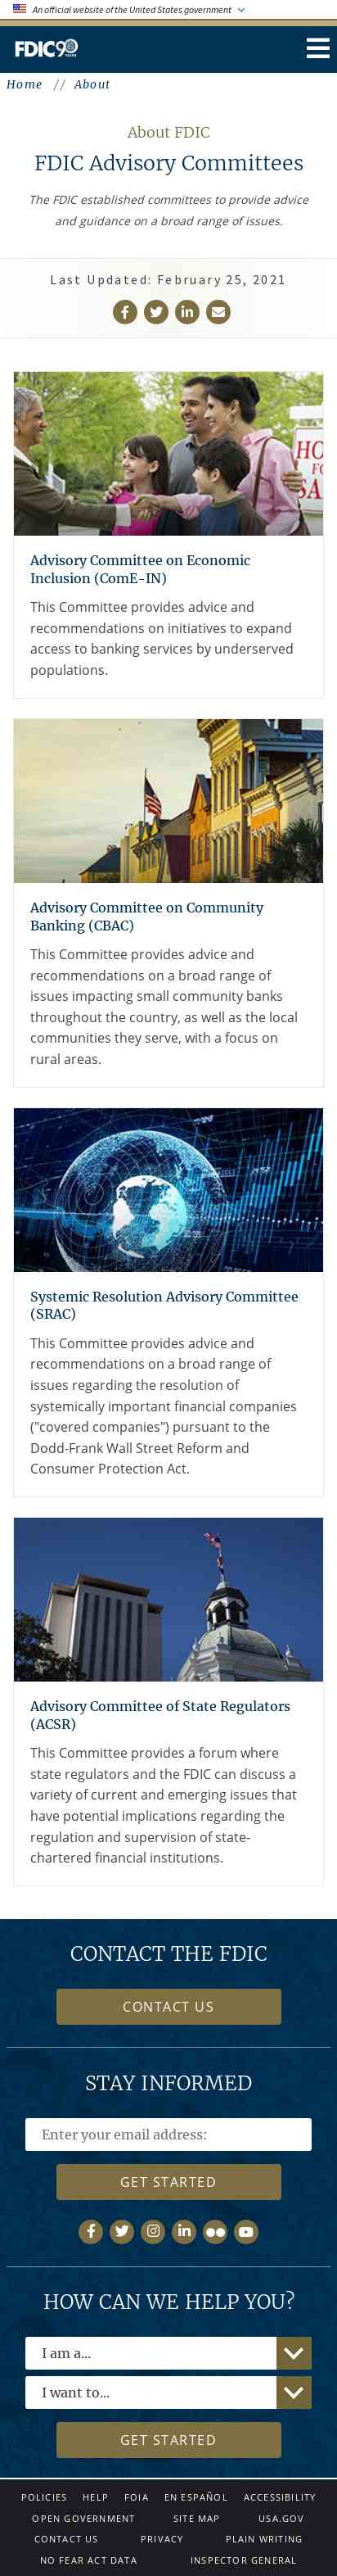 An official website of the United States government
FDIC 90 YEARS
Home // About
About FDIC
FDIC Advisory Committees
The FDIC established committees to provide advice
and guidance on a broad range of issues.
Last Updated: February 25, 2021
HO
F
SA
Advisory Committee on Economic
Inclusion (ComE-IN)
This Committee provides advice and
recommendations on initiatives to expand
access to banking services by underserved
populations.
Advisory Committee on Community
Banking (CBAC)
This Committee provides advice and
recommendations on a broad range of
issues impacting small community banks
throughout the country, as well as the local
communities they serve, with a focus on
rural areas.
Systemic Resolution Advisory Committee
(SRAC)
This Committee provides advice and
recommendations on a broad range of
issues regarding the resolution of
systemically important financial companies
("covered companies") pursuant to the
Dodd-Frank Wall Street Reform and
Consumer Protection Act.
Advisory Committee of State Regulators
(ACSR)
This Committee provides a forum where
state regulators and the FDIC can discuss a
variety of current and emerging issues that
have potential implications regarding the
regulation and supervision of state-
chartered financial institutions.
CONTACT THE FDIC
CONTACT US
STAY INFORMED
Enter your email address:
GET STARTED
HOW CAN WE HELP YOU?
I am a...
I want to...
GET STARTED
POLICIES HELP FOIA EN ESPAÑOL ACCESSIBILITY
OPEN GOVERNMENT SITE MAP USA.GOV
CONTACT US PRIVACY PLAIN WRITING
NO FEAR ACT DATA INSPECTOR GENERAL